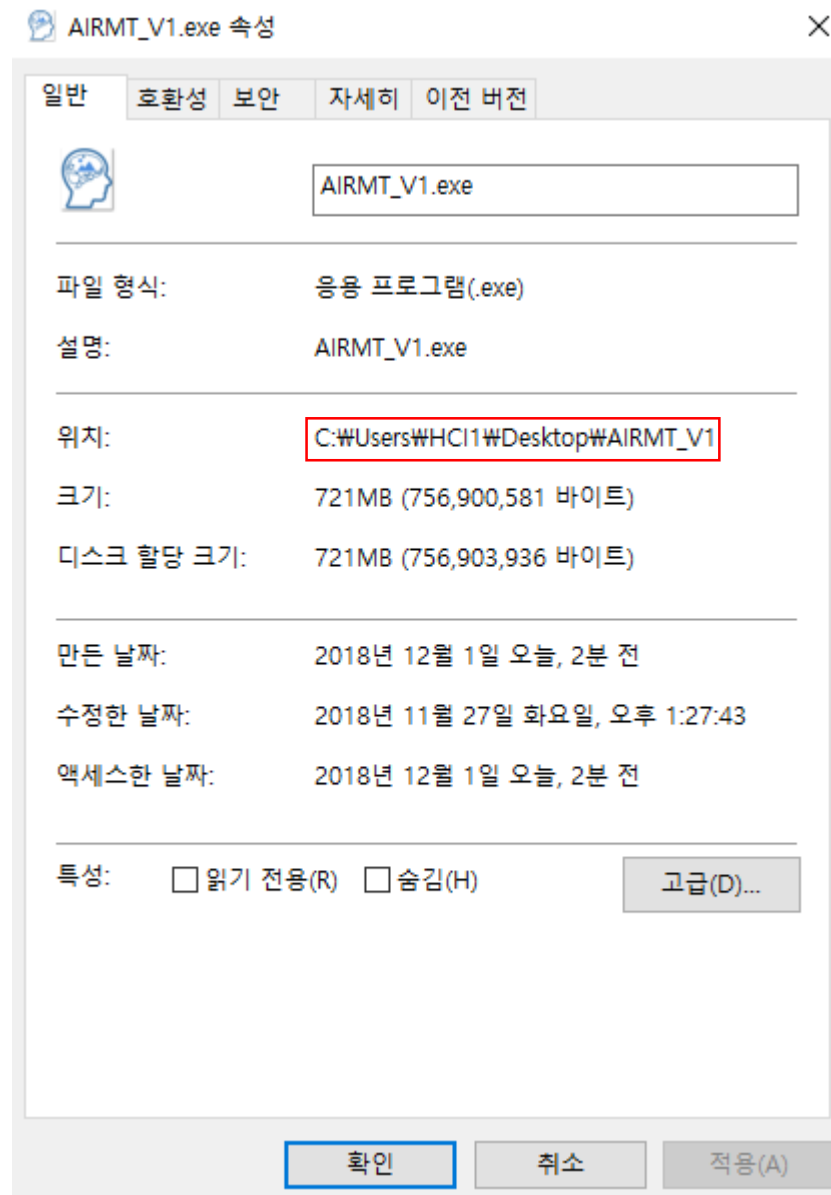 AIRMT_V1.exe 속성
일반 호환성 보안 자세히 이전 버전
AIRMT_V1.exe
파일 형식: 응용 프로그램(.exe)
설명: AIRMT_V1.exe
위치: C:₩Users₩HCI1₩Desktop₩AIRMT_V1
크기: 721MB (756,900,581 바이트)
디스크 할당 크기: 721MB (756,903,936 바이트)
만든 날짜: 2018년 12월 1일 오늘, 2분 전
수정한 날짜: 2018년 11월 27일 화요일, 오후 1:27:43
액세스한 날짜: 2018년 12월 1일 오늘, 2분 전
특성: 읽기 전용(R) 숨김(H) 고급(D)...
확인 취소 적용(A)